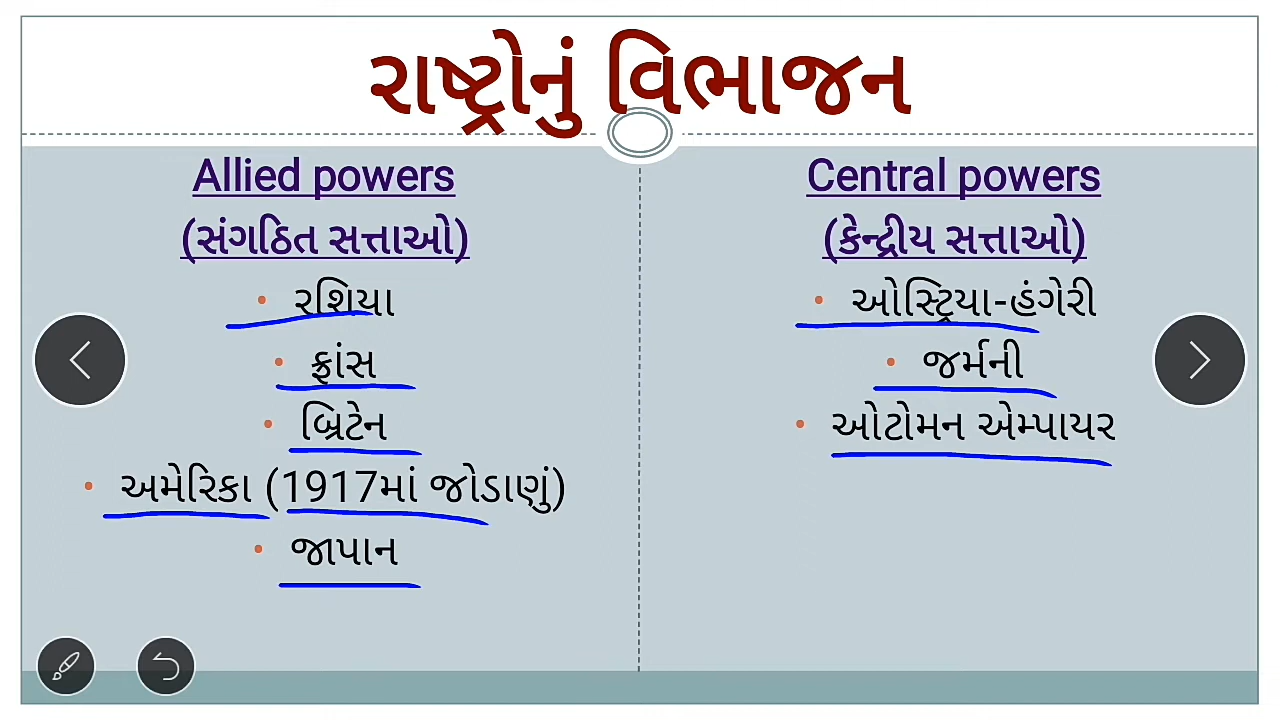 રાષ્ટ્રોનું વિભાજન
Allied powers
(સંગઠિત સત્તાઓ)
• રશિયા
• ફ્રાંસ
• બ્રિટેન
• અમેરિકા (1917માં જોડાણું)
• જાપાન
Central powers
(કેન્દ્રીય સત્તાઓ)
• ઓસ્ટ્રિયા-હંગેરી
• જર્મની
• ઓટોમન એમ્પાયર